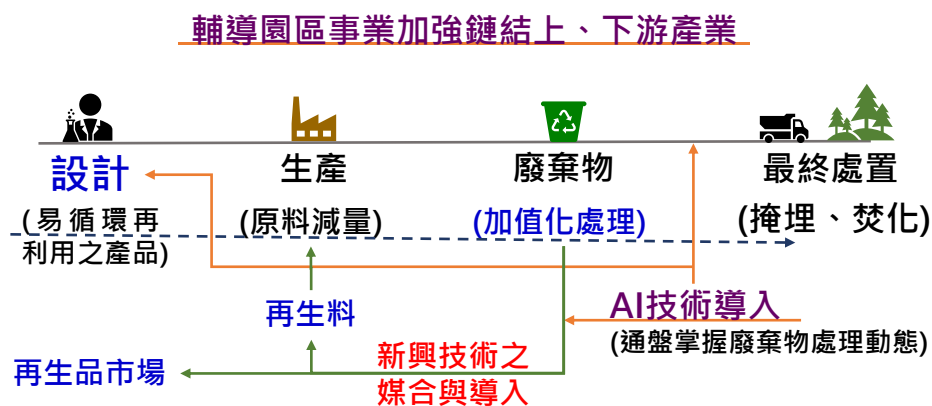 輔導園區事業加強鏈結上、下游產業
設計
生產
廢棄物
最終處置
(易循環再
利用之產品)
(原料減量)
(加值化處理)
(掩埋、焚化)
再生料
AI技術導入
(通盤掌握廢棄物處理動態)
新興技術之
媒合與導入
再生品市場